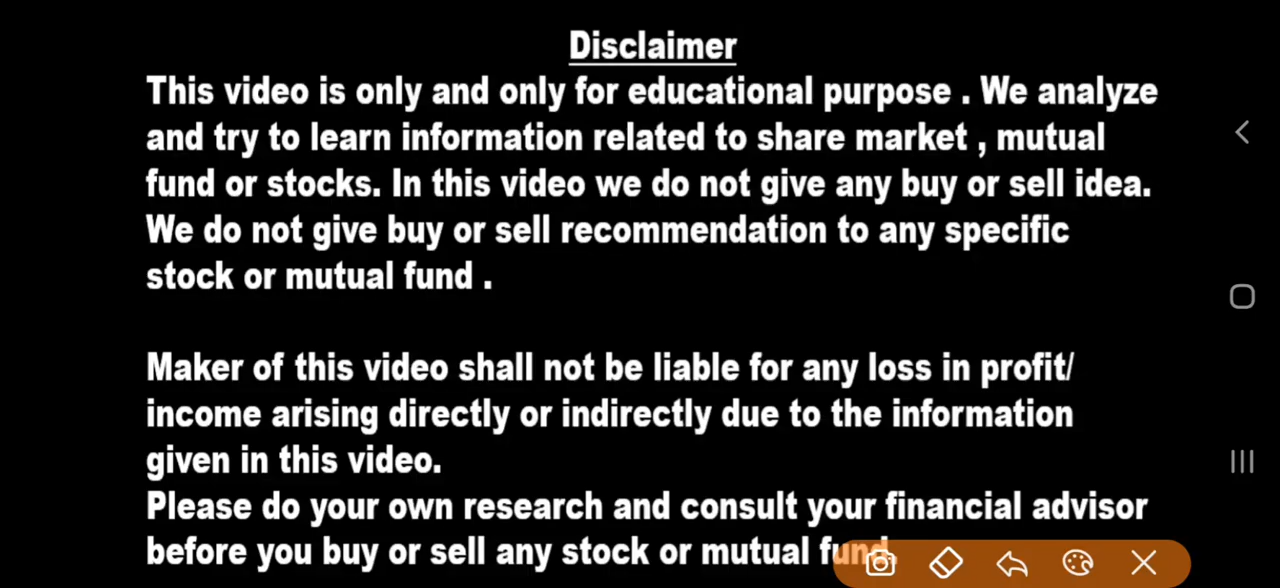 Disclaimer
This video is only and only for educational purpose . We analyze
and try to learn information related to share market , mutual
fund or stocks. In this video we do not give any buy or sell idea.
We do not give buy or sell recommendation to any specific
stock or mutual fund .
Maker of this video shall not be liable for any loss in profit/
income arising directly or indirectly due to the information
given in this video.
Please do your own research and consult your financial advisor
before you buy or sell any stock or mutual fund.